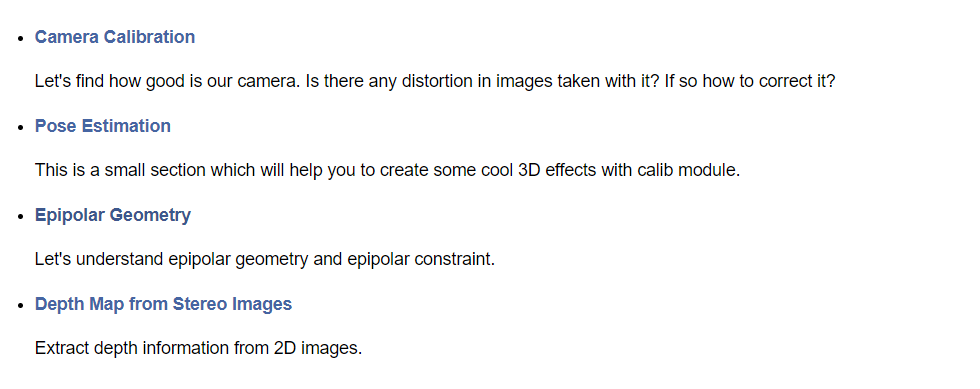 Camera Calibration
Let's find how good is our camera. Is there any distortion in images taken with it? If so how to correct it?
Pose Estimation
This is a small section which will help you to create some cool 3D effects with calib module.
Epipolar Geometry
Let's understand epipolar geometry and epipolar constraint.
Depth Map from Stereo Images
Extract depth information from 2D images.